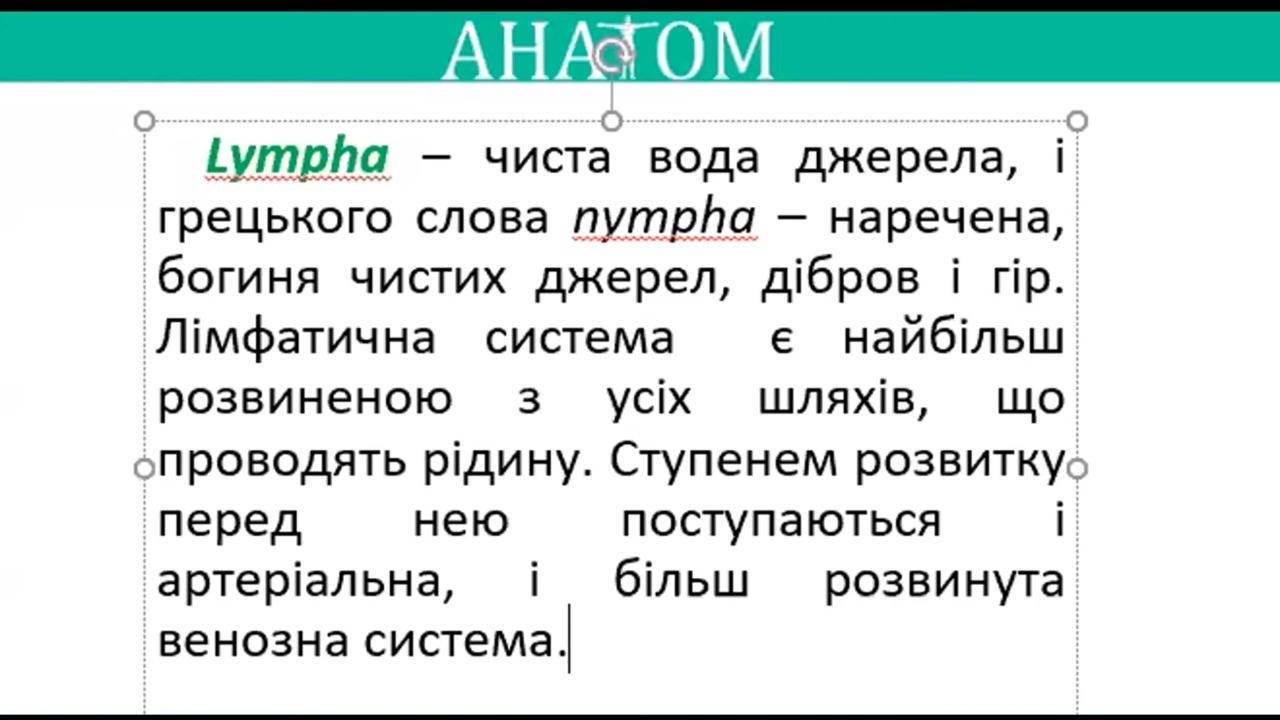 АНАТОМ
Lympha – чиста вода джерела, і
грецького слова nympha – наречена,
богиня чистих джерел, дібров і гір.
Лімфатична система є найбільш
розвиненою з усіх шляхів, що
проводять рідину. Ступенем розвитку
перед нею поступаються і
артеріальна, і більш розвинута
венозна система.